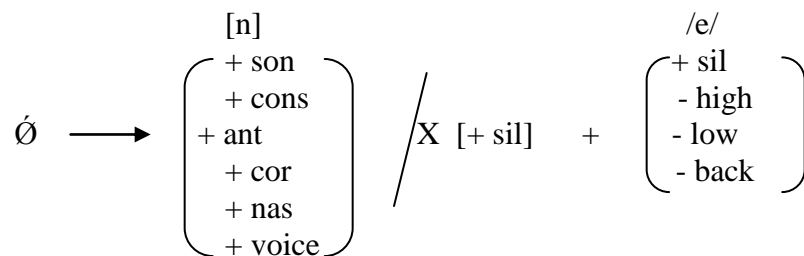 [n] /e/
+ son + sil
+ cons - high
Ǿ ⟶ + ant / X [+ sil] + - low
+ cor - back
+ nas
+ voice